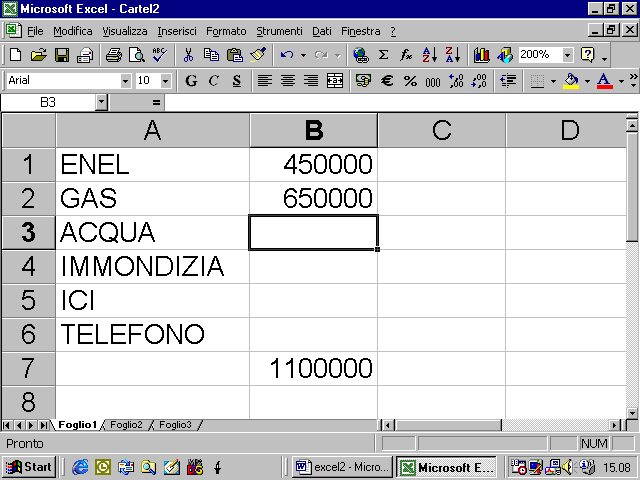 Microsoft Excel - Cartel2
File Modifica Visualizza Inserisci Formato Strumenti Dati Finestra ?
200%
Arial 10 G C S € % 000
B3 =
A B C D
1 ENEL 450000
2 GAS 650000
3 ACQUA
4 IMMONDIZIA
5 ICI
6 TELEFONO
7 1100000
8
Foglio1 Foglio2 Foglio3
Pronto NUM
Start excel2 - Micro... Microsoft E... 15.08